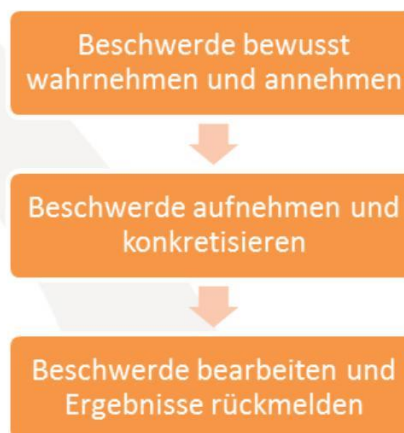 Beschwerde bewusst
wahrnehmen und annehmen
Beschwerde aufnehmen und
konkretisieren
Beschwerde bearbeiten und
Ergebnisse rückmelden